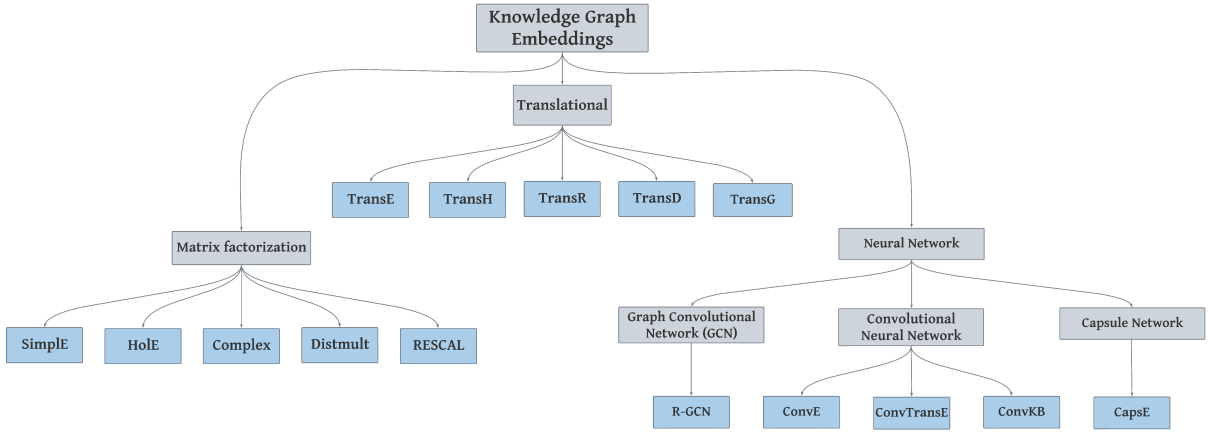 Knowledge Graph
Embeddings
Translational
TransE
TransH
TransR
TransD
TransG
Matrix factorization
Neural Network
SimplE
HolE
Complex
Distmult
RESCAL
Graph Convolutional
Network (GCN)
Convolutional
Neural Network
Capsule Network
R-GCN
ConvE
ConvTransE
ConvKB
CapsE